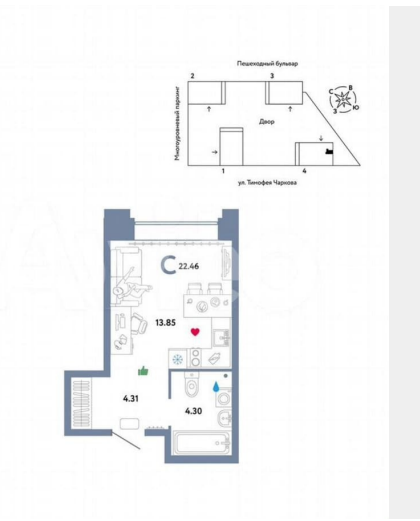 Пешеходный бульвар
2
3
Многоуровневый паркинг
С
В
З
Ю
Двор
1
4
ул. Тимофея Чаркова
С
22.46
13.85
4.31
4.30